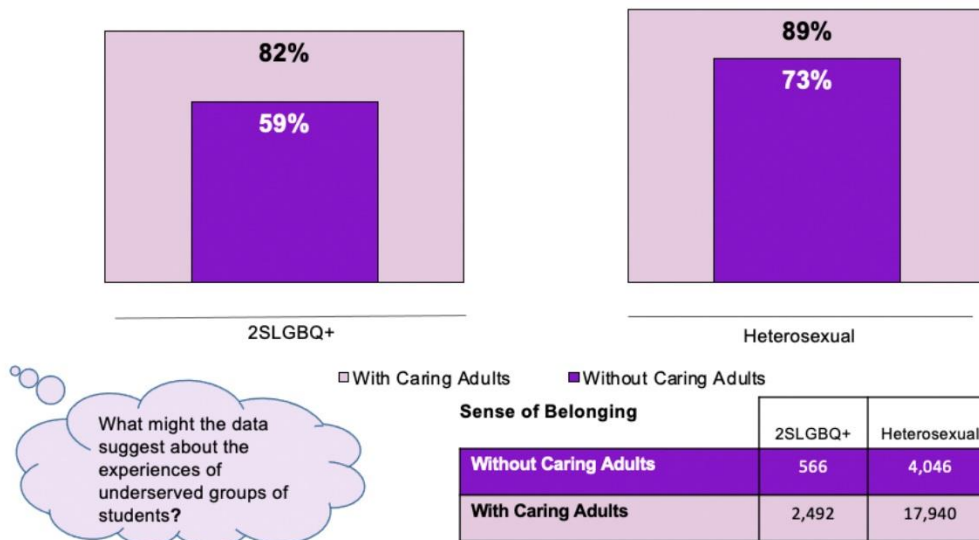 82%
59%
89%
73%
2SLGBQ+
Heterosexual
With Caring Adults
Without Caring Adults
What might the data
suggest about the
experiences of
underserved groups of
students?
Sense of Belonging
2SLGBQ+ Heterosexual
Without Caring Adults 566 4,046
With Caring Adults 2,492 17,940